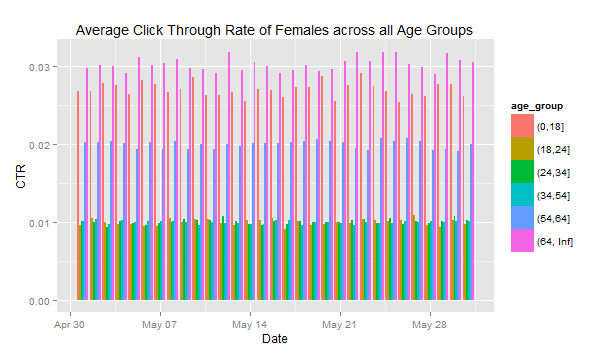 Average Click Through Rate of Females across all Age Groups
CTR
0.03
0.02
0.01
0.00
Apr 30 May 07 May 14 May 21 May 28
Date
age_group
(0,18]
(18,24]
(24,34]
(34,54]
(54,64]
(64, Inf]